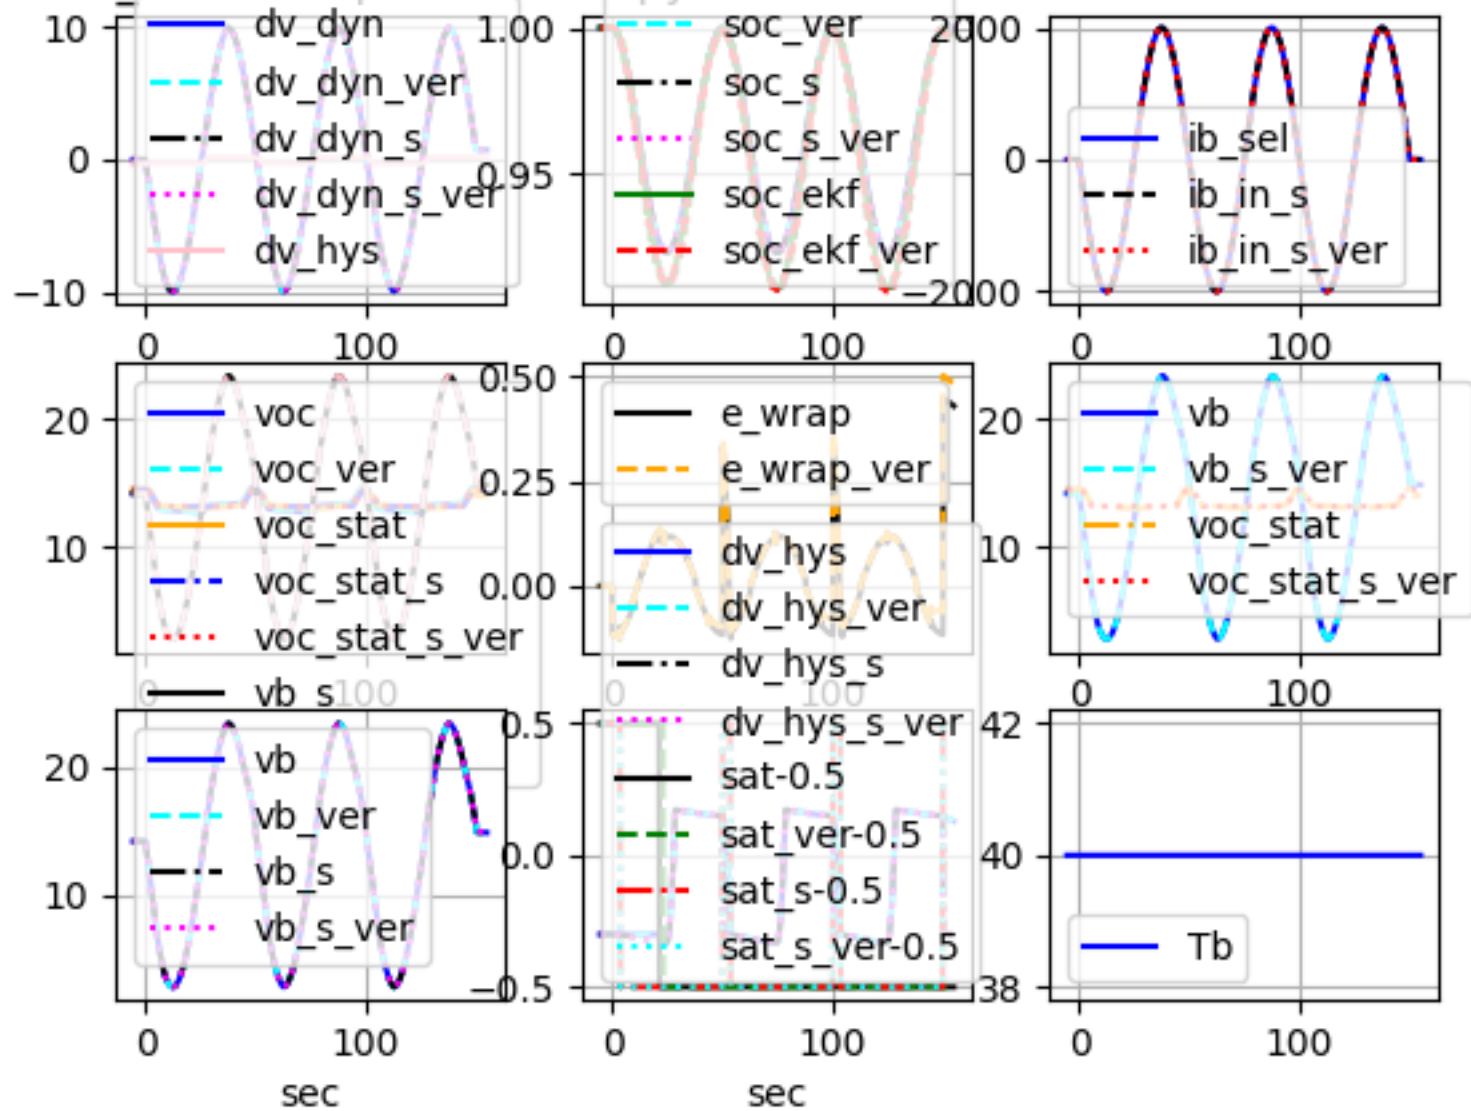 10
0
−10
dv_dyn
dv_dyn_ver
dv_dyn_s
dv_dyn_s_ver
dv_hys
0 100
1.00
0.95
soc_ver
soc_s
soc_s_ver
soc_ekf
soc_ekf_ver
0 100
2000
0
−2000
ib_sel
ib_in_s
ib_in_s_ver
0 100
20
10
voc
voc_ver
voc_stat
voc_stat_s
voc_stat_s_ver
vb_s
0 100
0.50
0.25
0.00
e_wrap
e_wrap_ver
0 100
20
10
vb
vb_s_ver
voc_stat
voc_stat_s_ver
0 100
20
10
vb
vb_ver
vb_s
vb_s_ver
0 100
sec
0.5
0.0
−0.5
dv_hys
dv_hys_ver
dv_hys_s
dv_hys_s_ver
sat-0.5
sat_ver-0.5
sat_s-0.5
sat_s_ver-0.5
0 100
sec
42
40
38
Tb
0 100